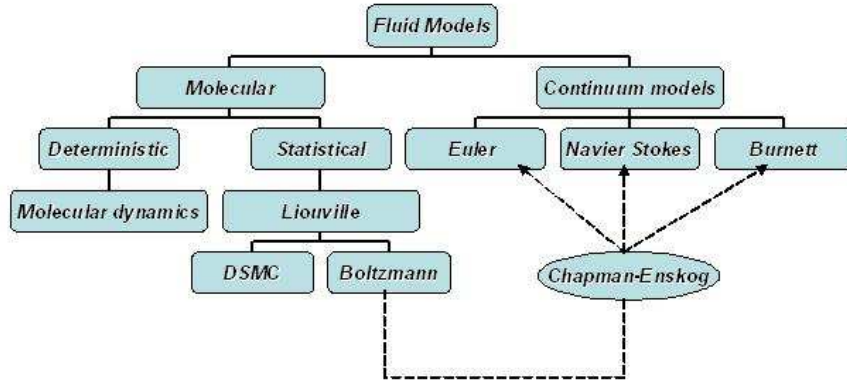 Fluid Models
Molecular
Continuum models
Deterministic
Statistical
Euler
Navier Stokes
Burnett
Molecular dynamics
Liouville
DSMC
Boltzmann
Chapman-Enskog